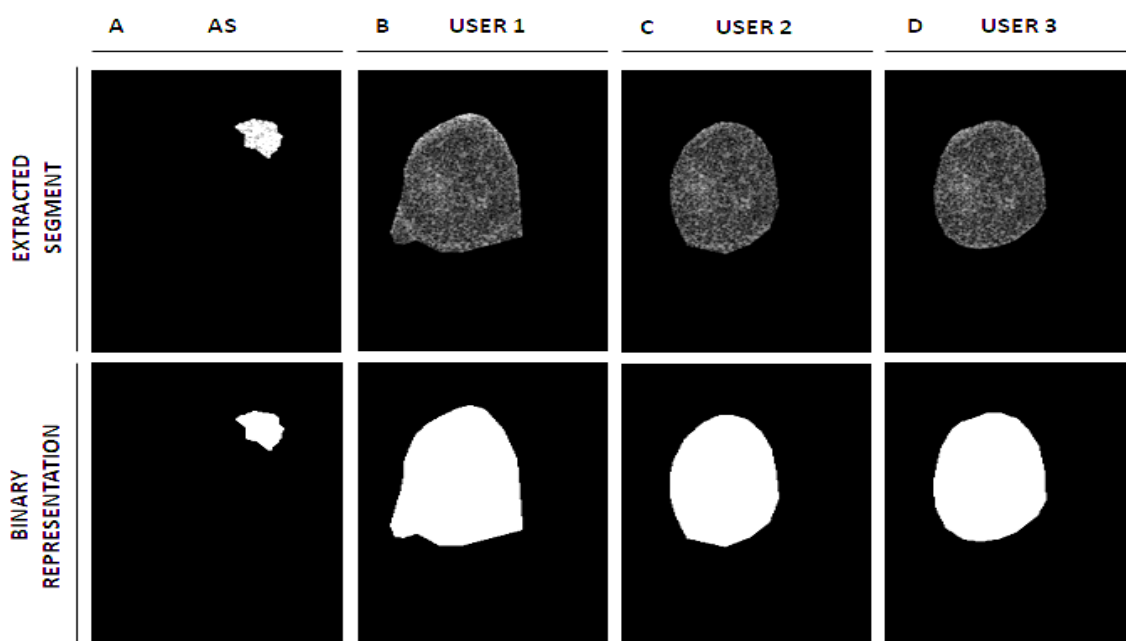 A AS B USER 1 C USER 2 D USER 3
EXTRACTED
SEGMENT
BINARY
REPRESENTATION